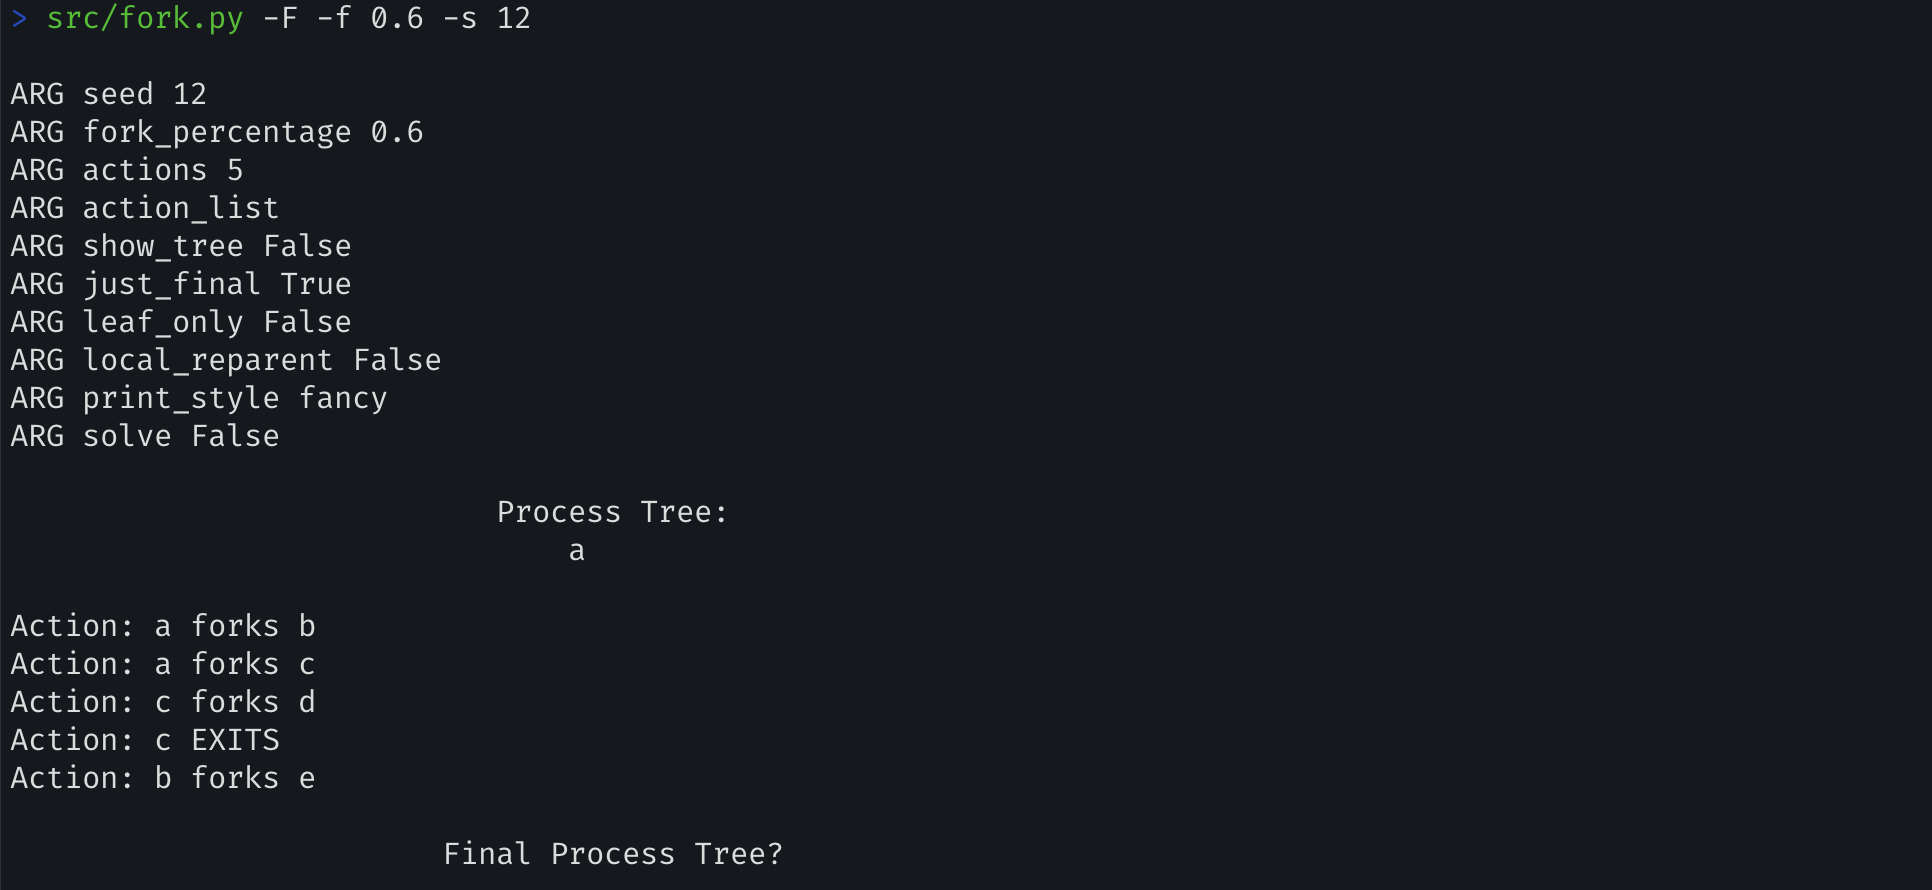 > src/fork.py -F -f 0.6 -s 12
ARG seed 12
ARG fork_percentage 0.6
ARG actions 5
ARG action_list
ARG show_tree False
ARG just_final True
ARG leaf_only False
ARG local_reparent False
ARG print_style fancy
ARG solve False
Process Tree:
a
Action: a forks b
Action: a forks c
Action: c forks d
Action: c EXITS
Action: b forks e
Final Process Tree?